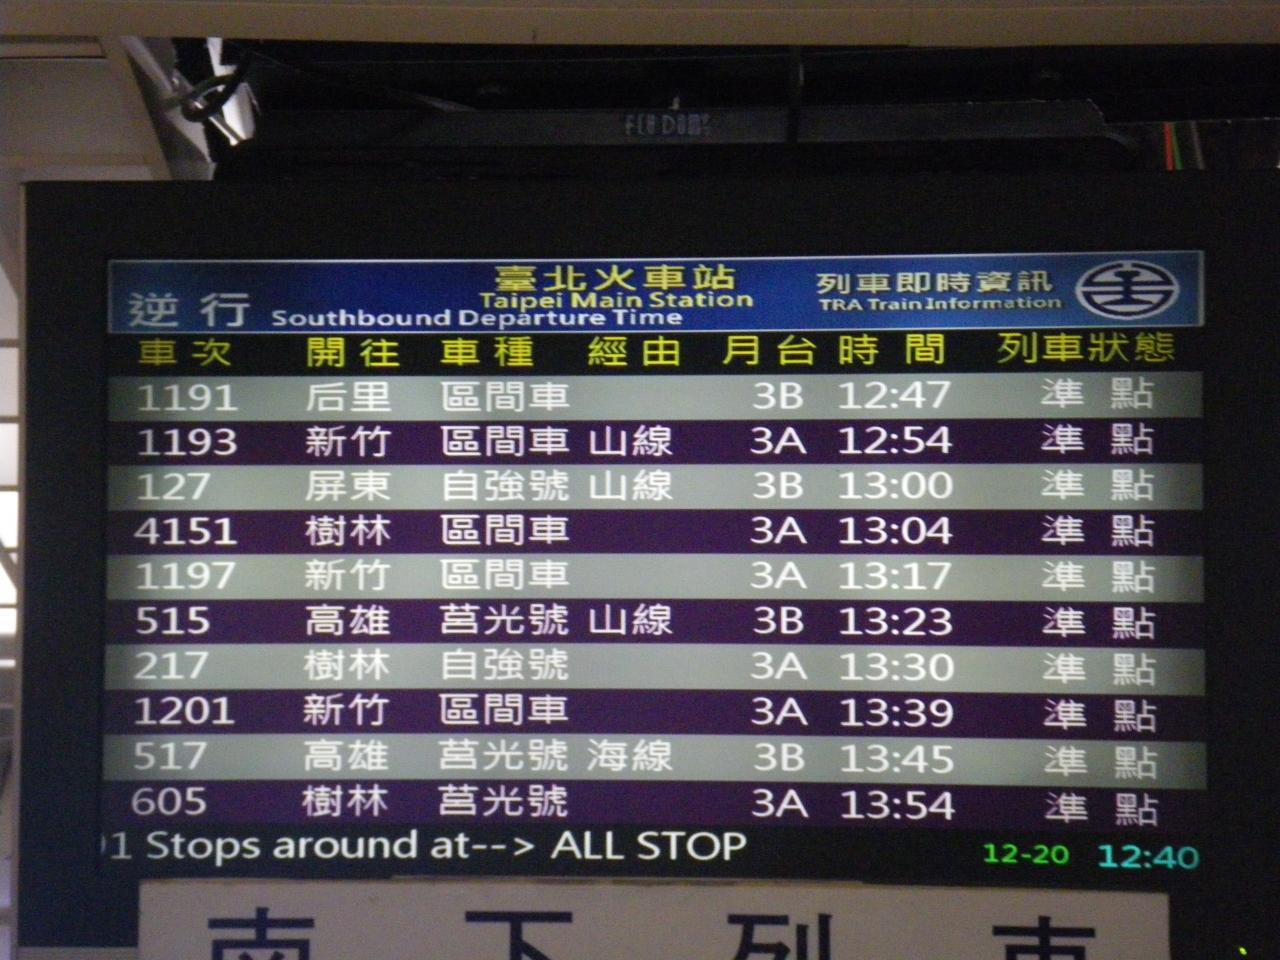 臺北火車站
Taipei Main Station
列車即時資訊
TRA Train Information
逆行 Southbound Departure Time
車次 開往 車種 經由 月台 時間 列車狀態
1191 后里 區間車 3B 12:47 準點
1193 新竹 區間車 山線 3A 12:54 準點
127 屏東 自強號 山線 3B 13:00 準點
4151 樹林 區間車 3A 13:04 準點
1197 新竹 區間車 3A 13:17 準點
515 高雄 莒光號 山線 3B 13:23 準點
217 樹林 自強號 3A 13:30 準點
1201 新竹 區間車 3A 13:39 準點
517 高雄 莒光號 海線 3B 13:45 準點
605 樹林 莒光號 3A 13:54 準點
1 Stops around at--> ALL STOP 12-20 12:40
南下列車